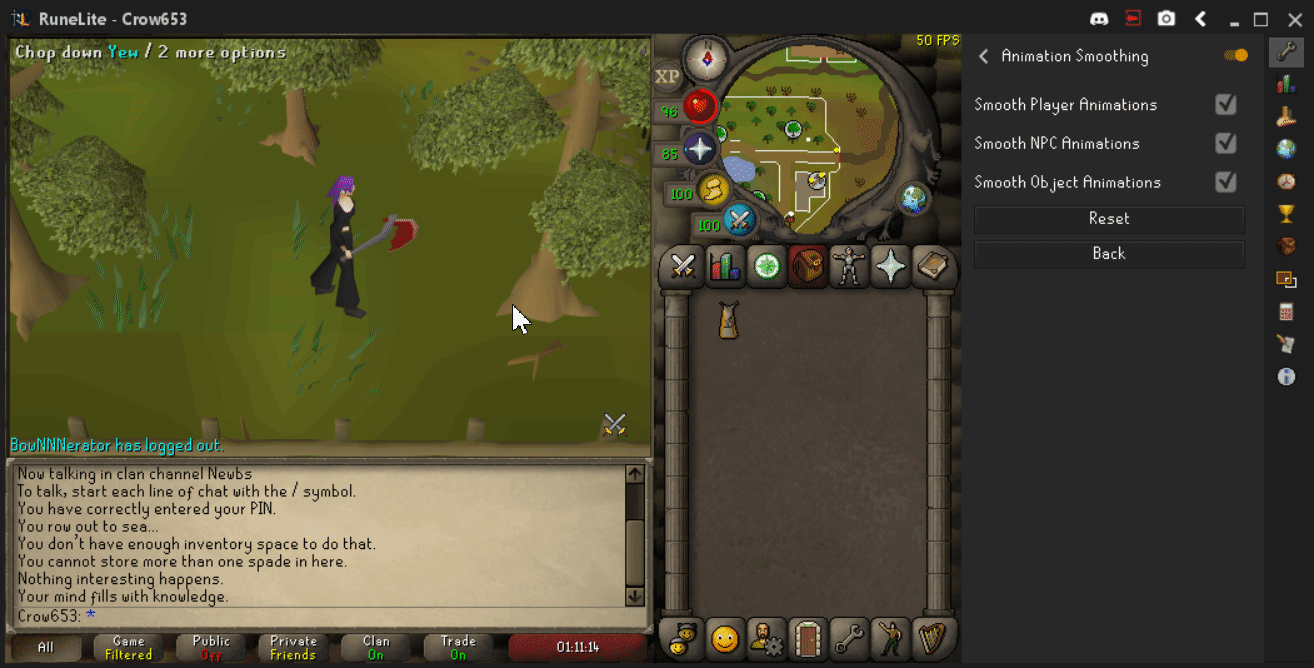 RuneLite - Crow653
Chop down Yew / 2 more options
50 FPS
N
XP
96
85
100
100
BowNNNerator has logged out.
Now talking in clan channel Newbs
To talk, start each line of chat with the / symbol.
You have correctly entered your PIN.
You row out to sea...
You don't have enough inventory space to do that.
You cannot store more than one spade in here.
Nothing interesting happens.
Your mind fills with knowledge.
Crow653: *
All
Game
Filtered
Public
Off
Private
Friends
Clan
On
Trade
On
01:11:14
Animation Smoothing
Smooth Player Animations
Smooth NPC Animations
Smooth Object Animations
Reset
Back